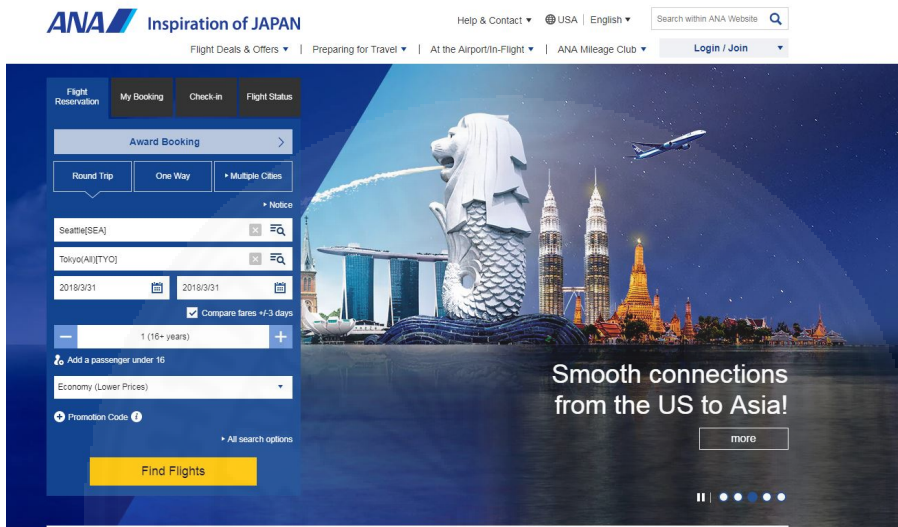 ANA Inspiration of JAPAN
Help & Contact USA English Search within ANA Website
Flight Deals & Offers Preparing for Travel At the Airport/In-Flight ANA Mileage Club Login / Join
Flight Reservation My Booking Check-in Flight Status
Award Booking
Round Trip One Way Multiple Cities
Notice
Seattle[SEA]
Tokyo(All)[TYO]
2018/3/31 2018/3/31
Compare fares +/-3 days
1 (16+ years)
Add a passenger under 16
Economy (Lower Prices)
Promotion Code i
All search options
Find Flights
Smooth connections
from the US to Asia!
more